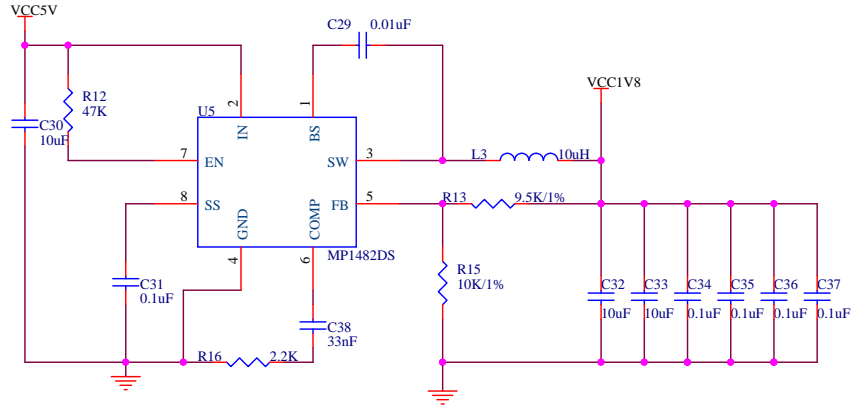 VCC5V
C29 0.01uF
R12
47K
C30
10uF
U5
2
1
IN
BS
VCC1V8
7
EN
SW
3
L3 10uH
8
SS
FB
5
R13 9.5K/1%
GND
COMP
4
6
MP1482DS
C31
0.1uF
R15
10K/1%
C38
33nF
R16 2.2K
C32
10uF
C33
10uF
C34
0.1uF
C35
0.1uF
C36
0.1uF
C37
0.1uF